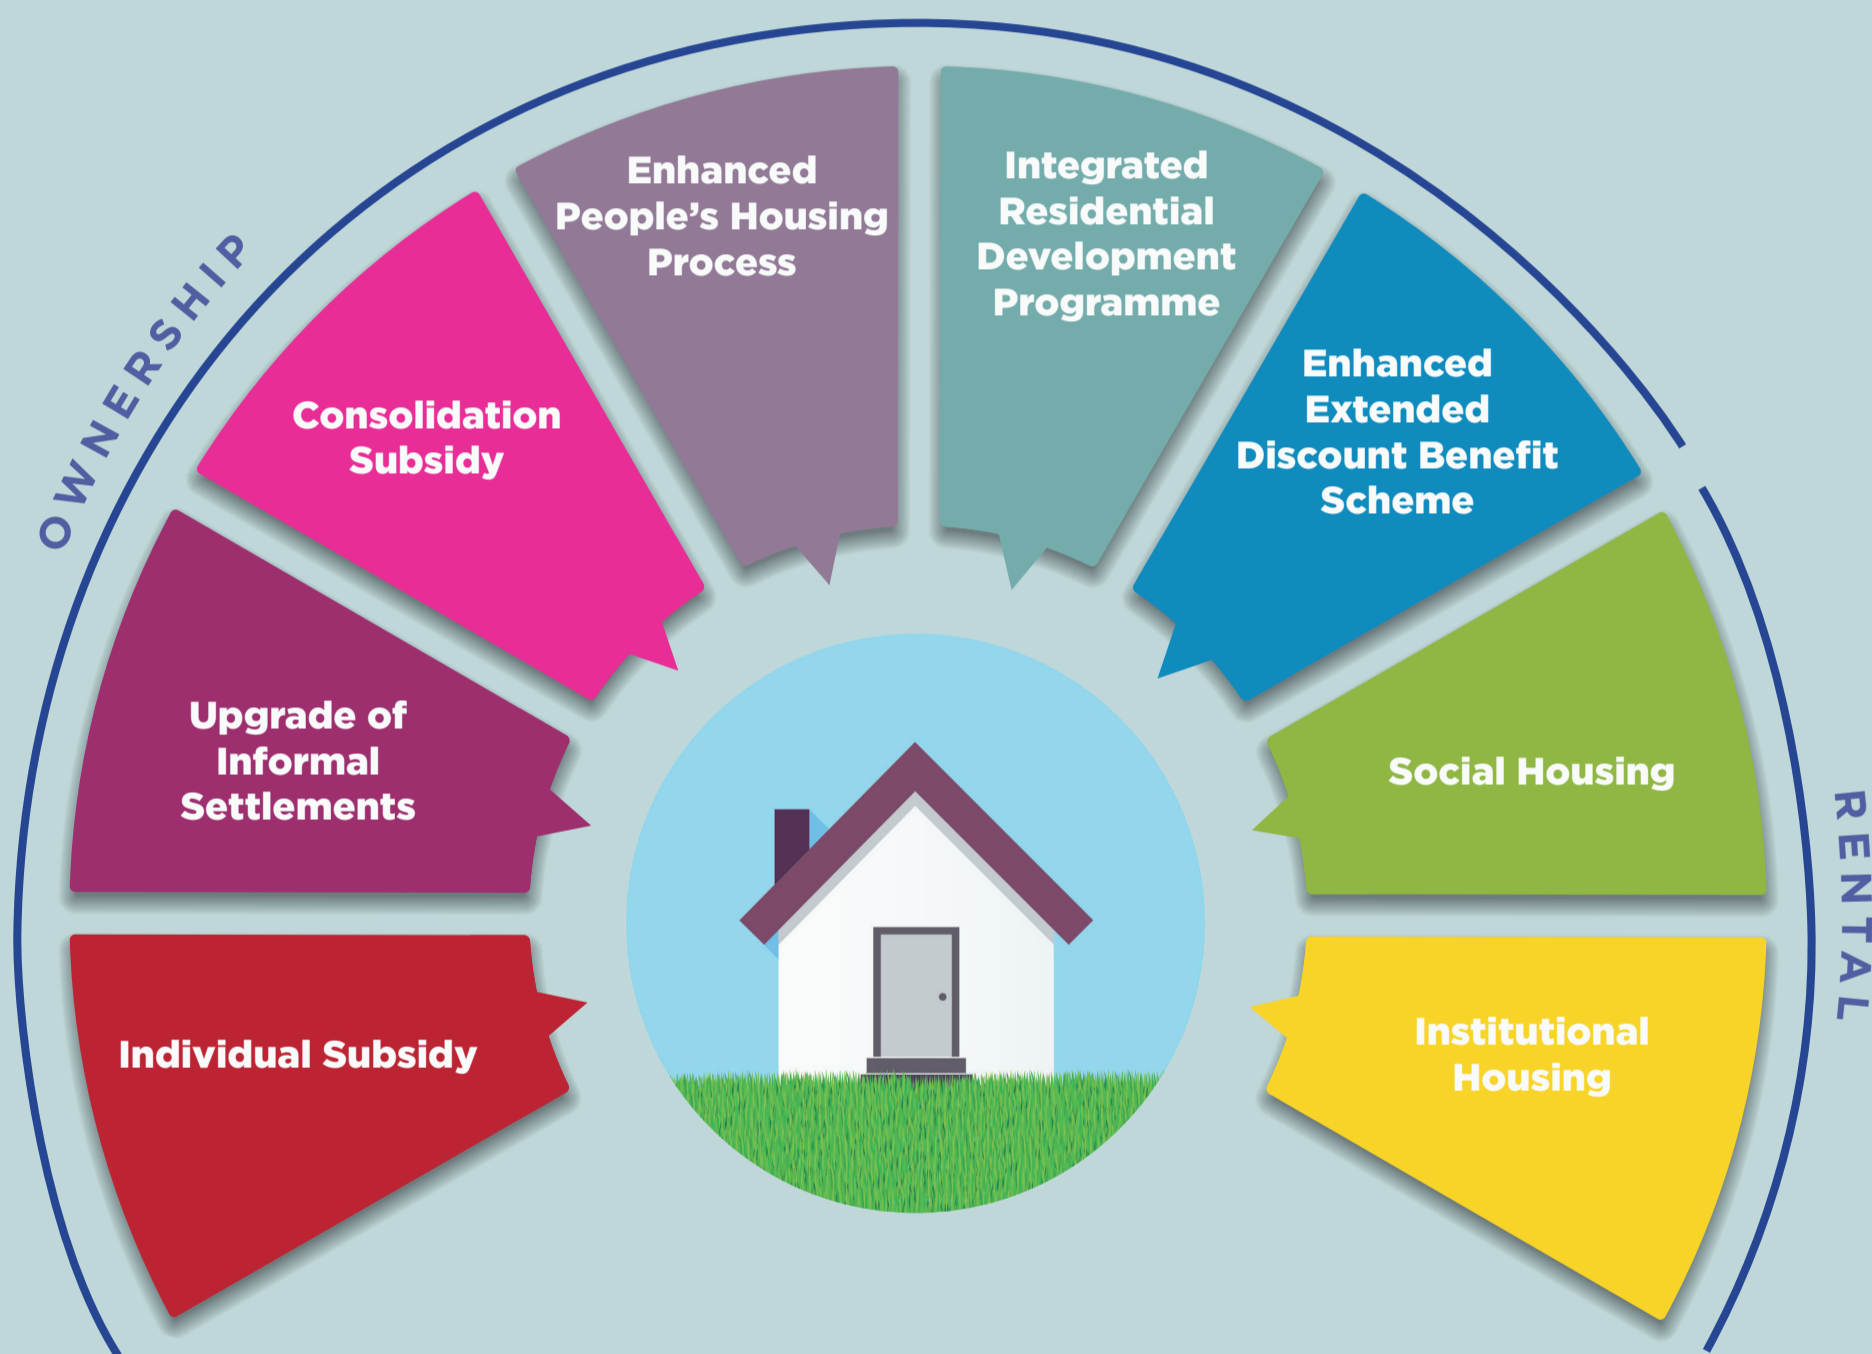 OWNERSHIP
Individual Subsidy
Upgrade of
Informal
Settlements
Consolidation
Subsidy
Enhanced
People’s Housing
Process
Integrated
Residential
Development
Programme
Enhanced
Extended
Discount Benefit
Scheme
RENTAL
Social Housing
Institutional
Housing